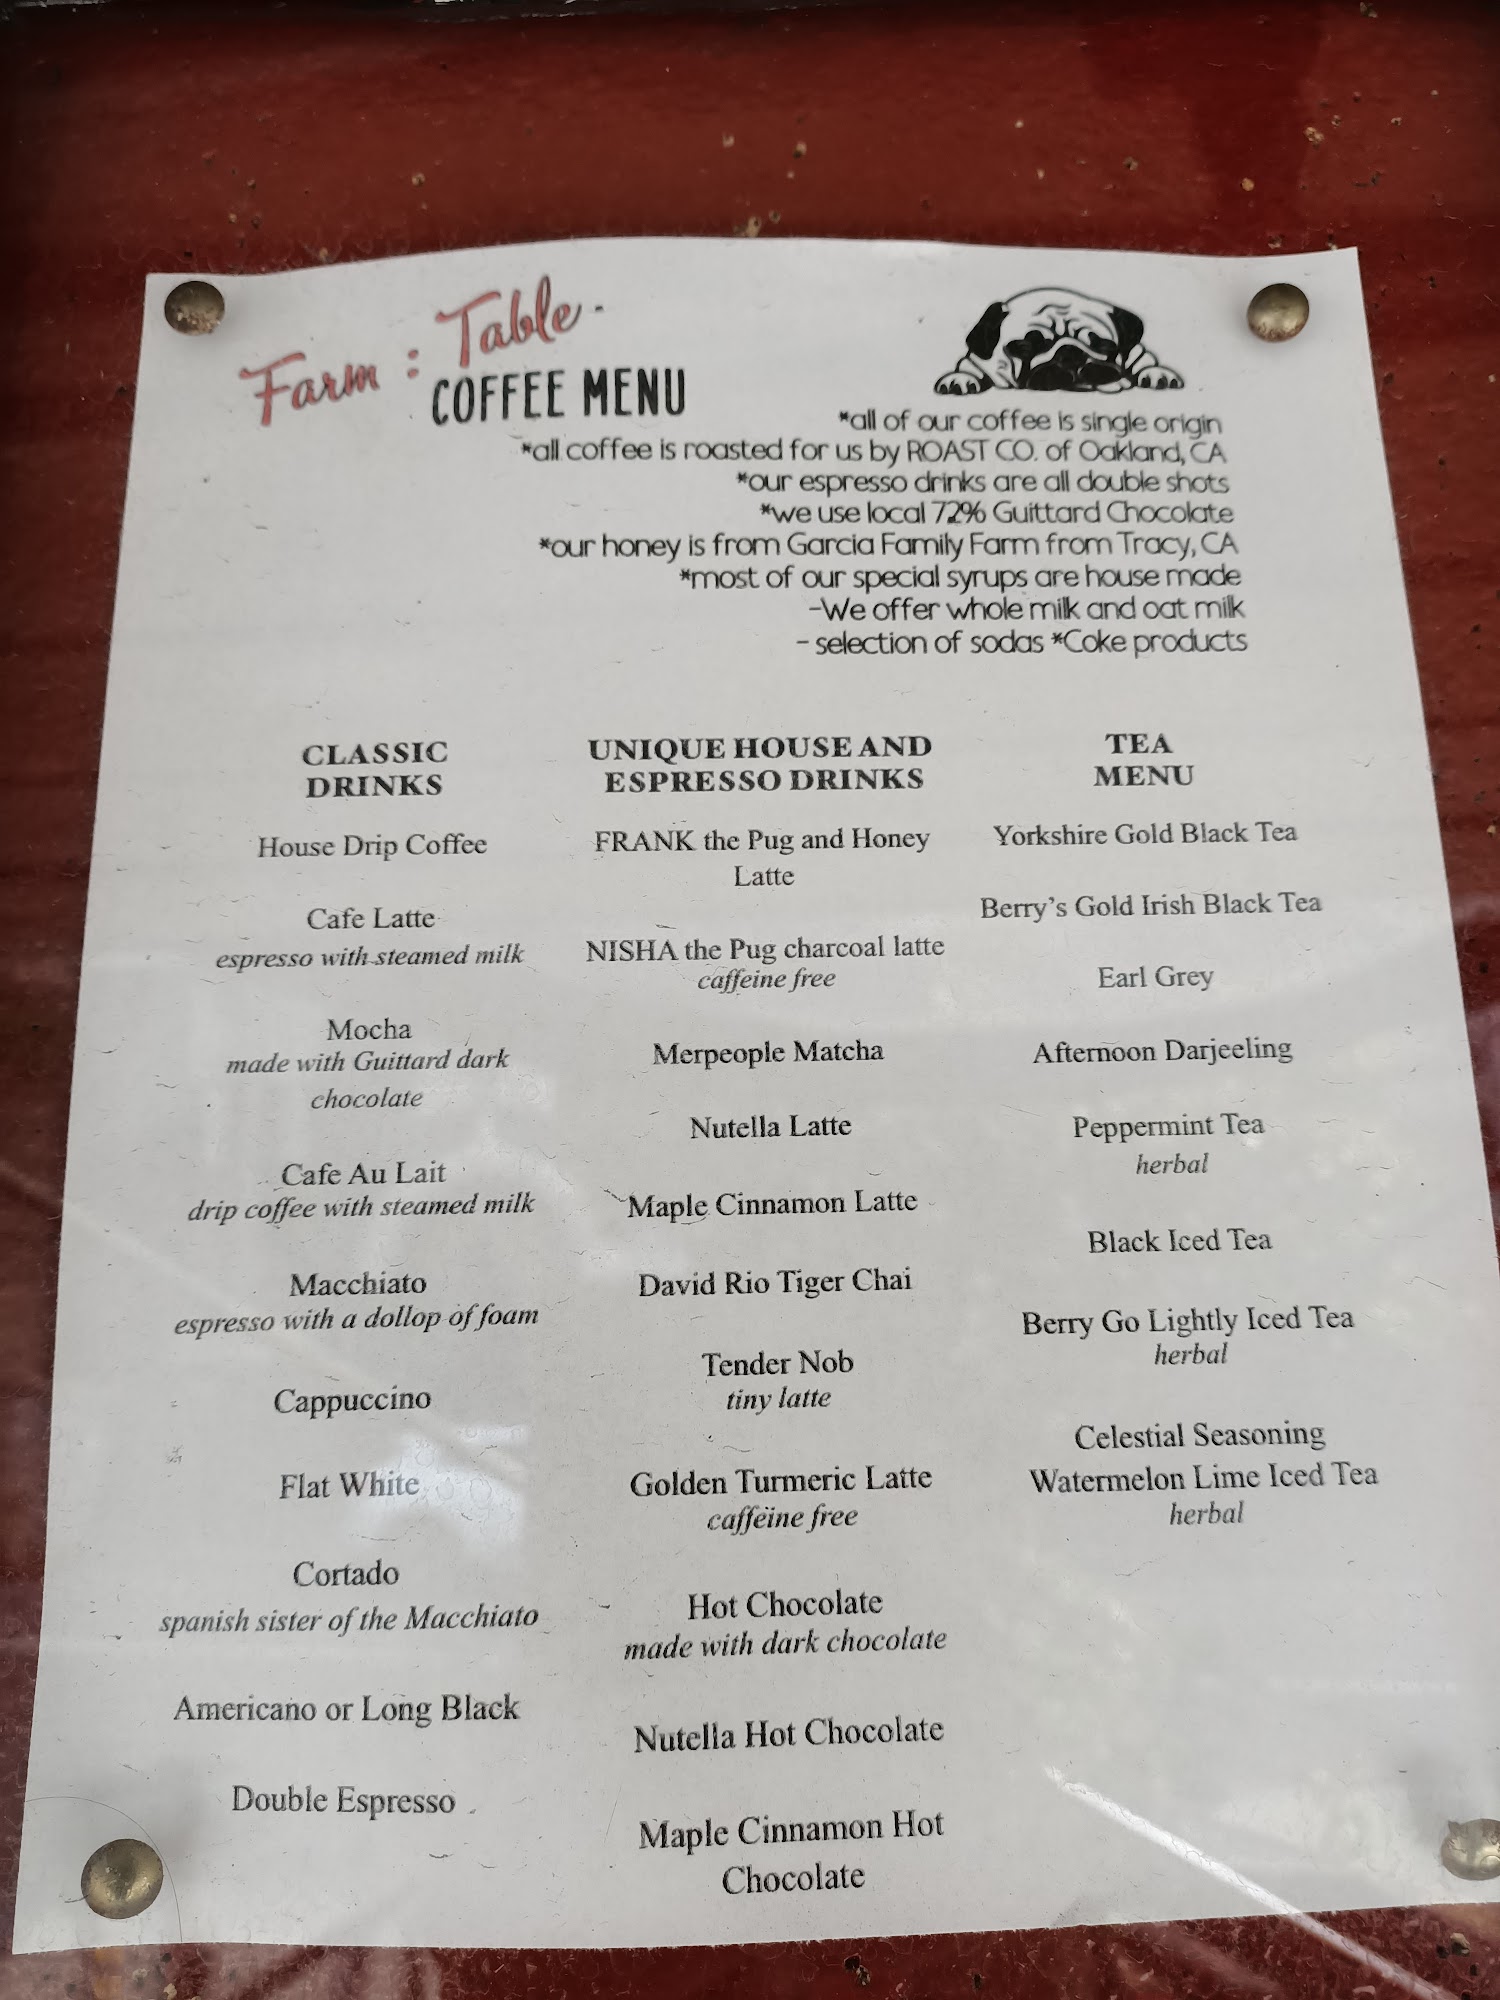 Farm : Table
COFFEE MENU
*all of our coffee is single origin
*all coffee is roasted for us by ROAST CO. of Oakland, CA
*our espresso drinks are all double shots
*we use local 72% Guittard Chocolate
*our honey is from Garcia Family Farm from Tracy, CA
*most of our special syrups are house made
-We offer whole milk and oat milk
- selection of sodas *Coke products
CLASSIC
DRINKS
House Drip Coffee
Cafe Latte
espresso with steamed milk
Mocha
made with Guittard dark
chocolate
Cafe Au Lait
drip coffee with steamed milk
Macchiato
espresso with a dollop of foam
Cappuccino
Flat White
Cortado
spanish sister of the Macchiato
Americano or Long Black
Double Espresso
UNIQUE HOUSE AND
ESPRESSO DRINKS
FRANK the Pug and Honey
Latte
NISHA the Pug charcoal latte
caffeine free
Merpeople Matcha
Nutella Latte
Maple Cinnamon Latte
David Rio Tiger Chai
Tender Nob
tiny latte
Golden Turmeric Latte
caffeine free
Hot Chocolate
made with dark chocolate
Nutella Hot Chocolate
Maple Cinnamon Hot
Chocolate
TEA
MENU
Yorkshire Gold Black Tea
Berry's Gold Irish Black Tea
Earl Grey
Afternoon Darjeeling
Peppermint Tea
herbal
Black Iced Tea
Berry Go Lightly Iced Tea
herbal
Celestial Seasoning
Watermelon Lime Iced Tea
herbal